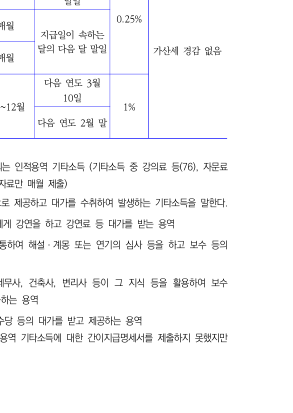 말일
0.25%
매월
지급일이 속하는
달의 다음 달 말일
매월
가산세 경감 없음
다음 연도 3월
10일
~12월
1%
다음 연도 2월 말
는 인적용역 기타소득 (기타소득 중 강의료 등(76), 자문료
자료만 매월 제출)
로 제공하고 대가를 수취하여 발생하는 기타소득을 말한다.
에게 강연을 하고 강연료 등 대가를 받는 용역
통하여 해설·계몽 또는 연기의 심사 등을 하고 보수 등의
세무사, 건축사, 변리사 등이 그 지식 등을 활용하여 보수
하는 용역
수당 등의 대가를 받고 제공하는 용역
용역 기타소득에 대한 간이지급명세서를 제출하지 못했지만